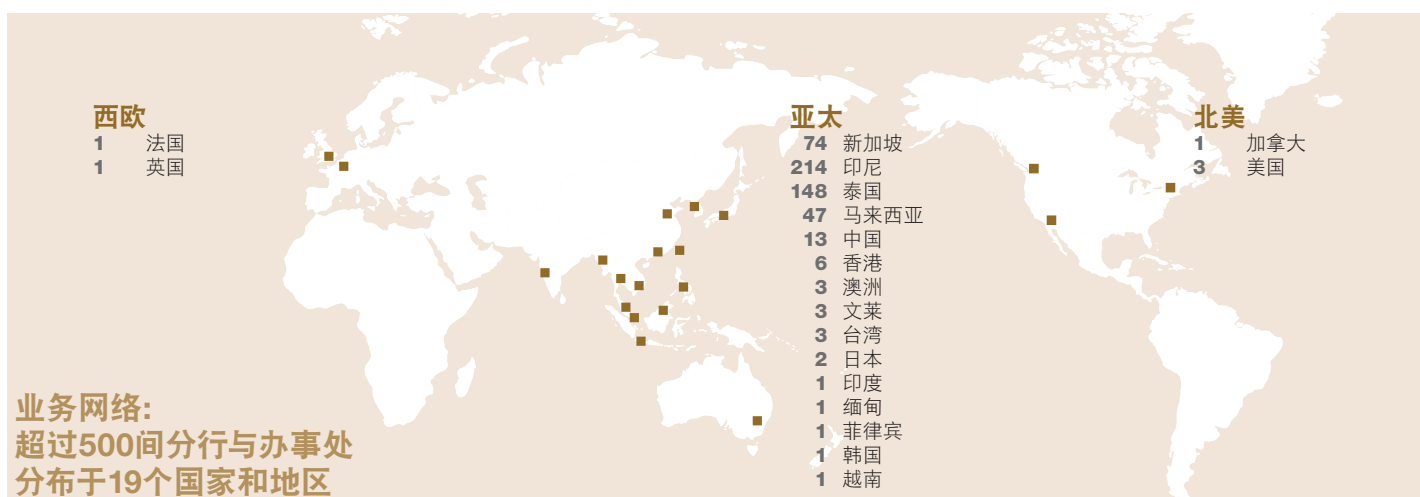 西欧
1 法国
1 英国
亚太
74 新加坡
214 印尼
148 泰国
47 马来西亚
13 中国
6 香港
3 澳洲
3 文莱
3 台湾
2 日本
1 印度
1 缅甸
1 菲律宾
1 韩国
1 越南
北美
1 加拿大
3 美国
业务网络:
超过500间分行与办事处
分布于19个国家和地区